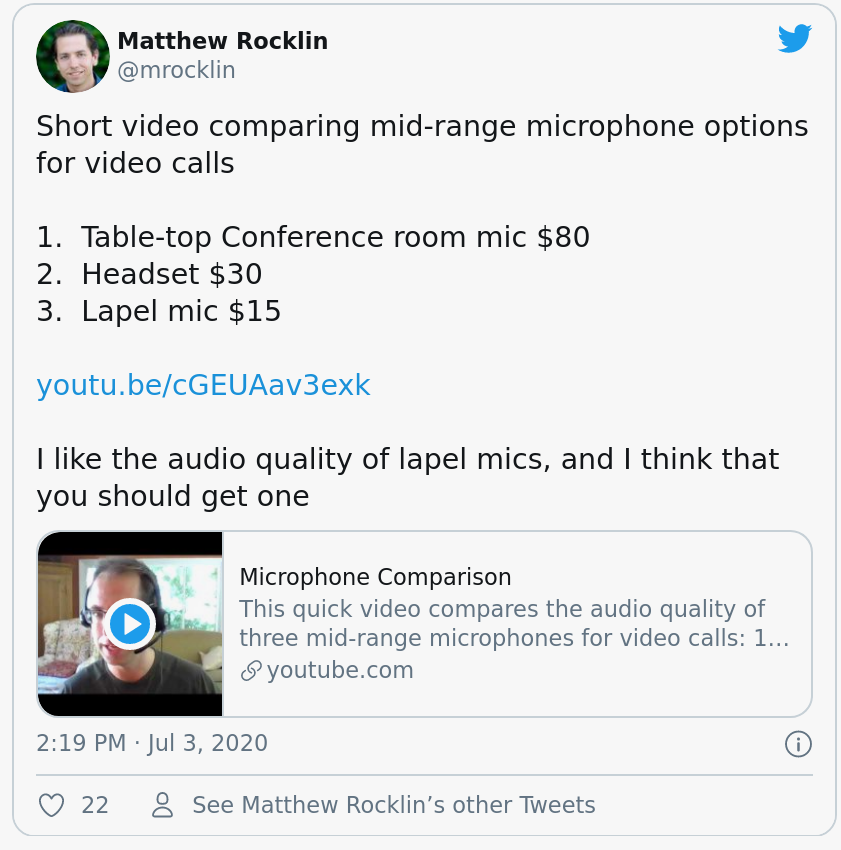 Matthew Rocklin
@mrocklin
Short video comparing mid-range microphone options
for video calls
1. Table-top Conference room mic $80
2. Headset $30
3. Lapel mic $15
youtu.be/cGEUAav3exk
I like the audio quality of lapel mics, and I think that
you should get one
Microphone Comparison
This quick video compares the audio quality of
three mid-range microphones for video calls: 1...
youtube.com
2:19 PM · Jul 3, 2020
22 See Matthew Rocklin’s other Tweets